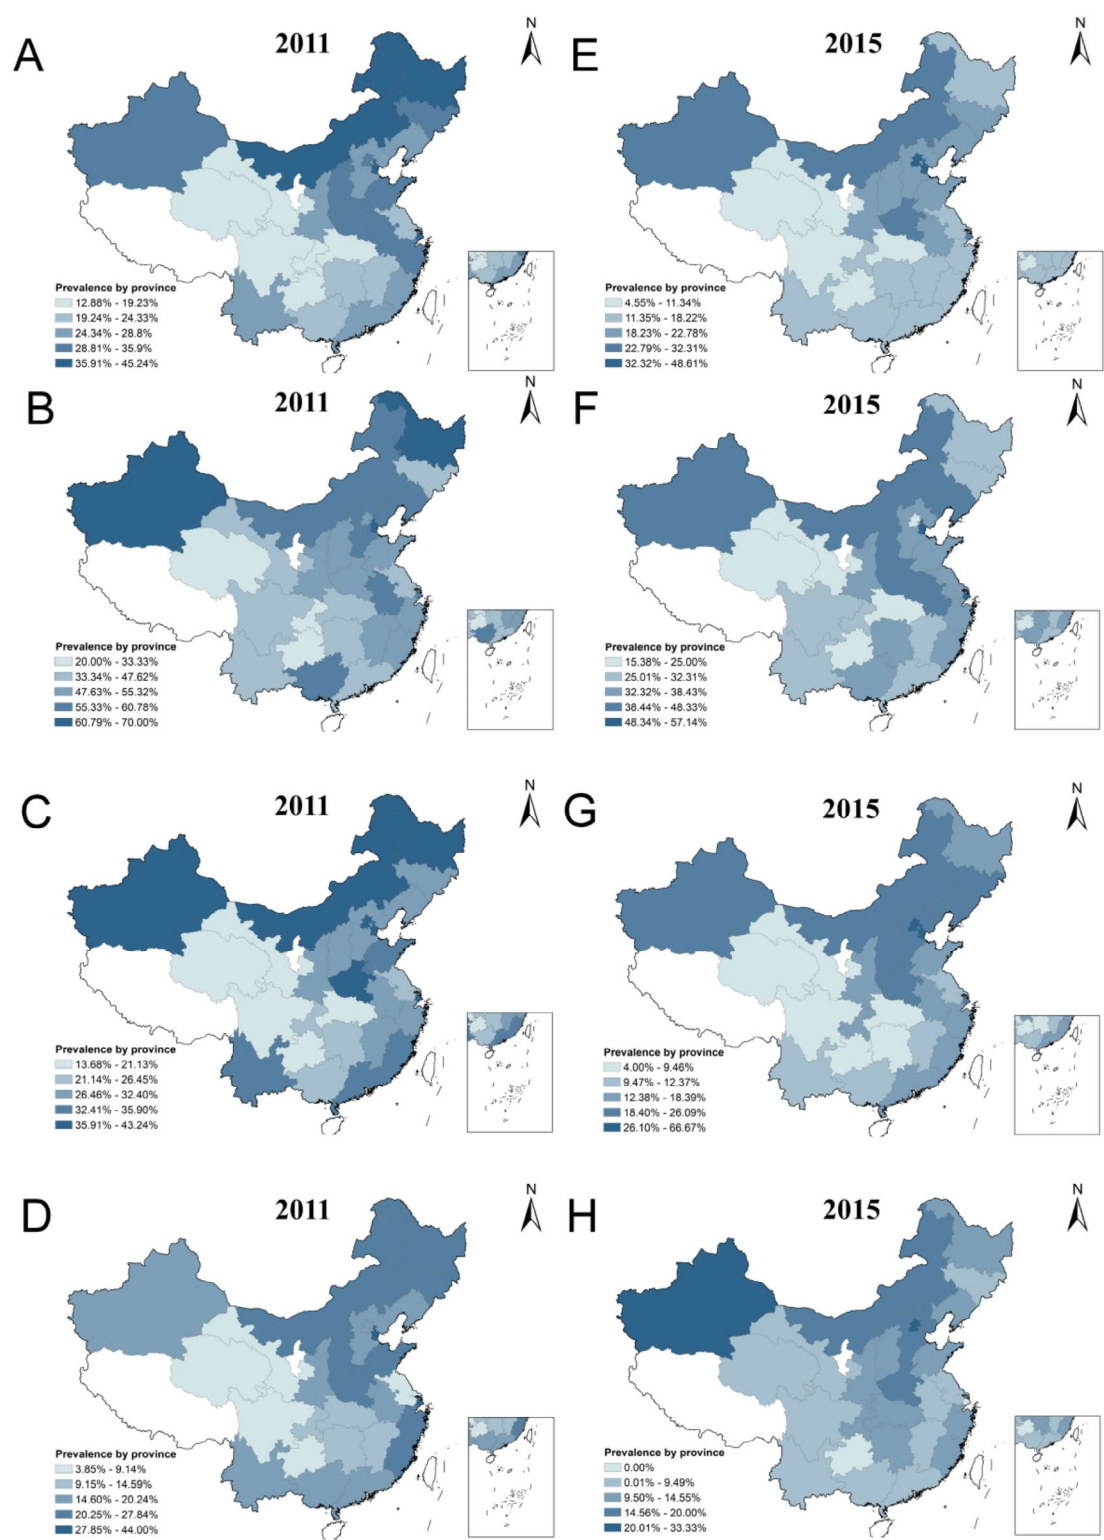 A
2011
N
Prevalence by province
12.88% - 19.23%
19.24% - 24.33%
24.34% - 28.8%
28.81% - 35.9%
35.91% - 45.24%
E
2015
N
Prevalence by province
4.55% - 11.34%
11.35% - 18.22%
18.23% - 22.78%
22.79% - 32.31%
32.32% - 48.61%
B
2011
N
Prevalence by province
20.00% - 33.33%
33.34% - 47.62%
47.63% - 55.32%
55.33% - 60.78%
60.79% - 70.00%
F
2015
N
Prevalence by province
15.38% - 25.00%
25.01% - 32.31%
32.32% - 38.43%
38.44% - 48.33%
48.34% - 57.14%
C
2011
N
Prevalence by province
13.68% - 21.13%
21.14% - 26.45%
26.46% - 32.40%
32.41% - 35.90%
35.91% - 43.24%
G
2015
N
Prevalence by province
4.00% - 9.46%
9.47% - 12.37%
12.38% - 18.39%
18.40% - 26.09%
26.10% - 66.67%
D
2011
N
Prevalence by province
3.85% - 9.14%
9.15% - 14.59%
14.60% - 20.24%
20.25% - 27.84%
27.85% - 44.00%
H
2015
N
Prevalence by province
0.00%
0.01% - 9.49%
9.50% - 14.55%
14.56% - 20.00%
20.01% - 33.33%